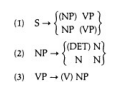 (1) S → {(NP) VP
NP (VP)}
(2) NP → {(DET) N
N N}
(3) VP → (V) NP